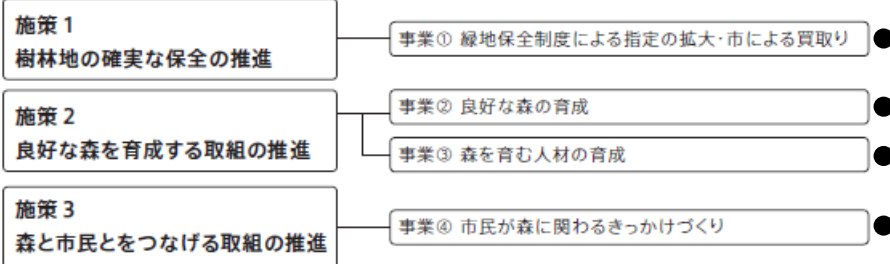 施策 1
樹林地の確実な保全の推進
事業① 緑地保全制度による指定の拡大・市による買取り
施策 2
良好な森を育成する取組の推進
事業② 良好な森の育成
事業③ 森を育む人材の育成
施策 3
森と市民とをつなげる取組の推進
事業④ 市民が森に関わるきっかけづくり